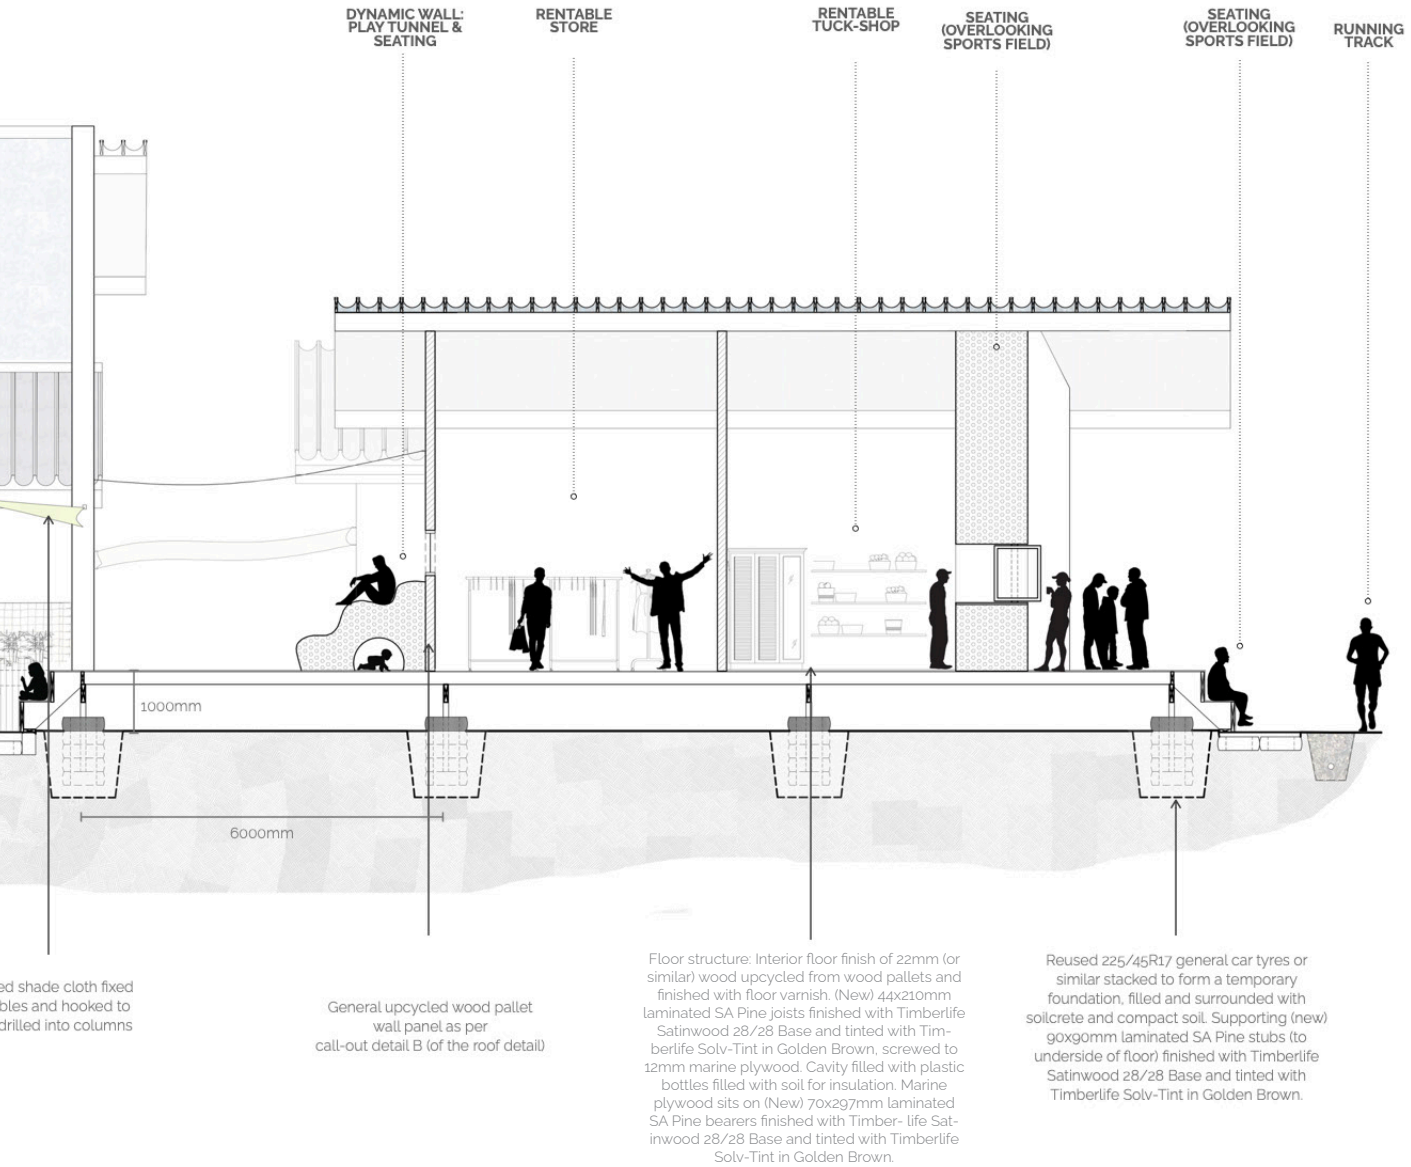 DYNAMIC WALL:
PLAY TUNNEL &
SEATING
RENTABLE
STORE
RENTABLE
TUCK-SHOP
SEATING
(OVERLOOKING
SPORTS FIELD)
SEATING
(OVERLOOKING
SPORTS FIELD)
RUNNING
TRACK
1000mm
6000mm
ed shade cloth fixed
bles and hooked to
drilled into columns
General upcycled wood pallet
wall panel as per
call-out detail B (of the roof detail)
Floor structure: Interior floor finish of 22mm (or
similar) wood upcycled from wood pallets and
finished with floor varnish. (New) 44x210mm
laminated SA Pine joists finished with Timberlife
Satinwood 28/28 Base and tinted with Tim-
berlife Solv-Tint in Golden Brown, screwed to
12mm marine plywood. Cavity filled with plastic
bottles filled with soil for insulation. Marine
plywood sits on (New) 70x297mm laminated
SA Pine bearers finished with Timber- life Sat-
inwood 28/28 Base and tinted with Timberlife
Solv-Tint in Golden Brown.
Reused 225/45R17 general car tyres or
similar stacked to form a temporary
foundation, filled and surrounded with
soilcrete and compact soil. Supporting (new)
90x90mm laminated SA Pine stubs (to
underside of floor) finished with Timberlife
Satinwood 28/28 Base and tinted with
Timberlife Solv-Tint in Golden Brown.